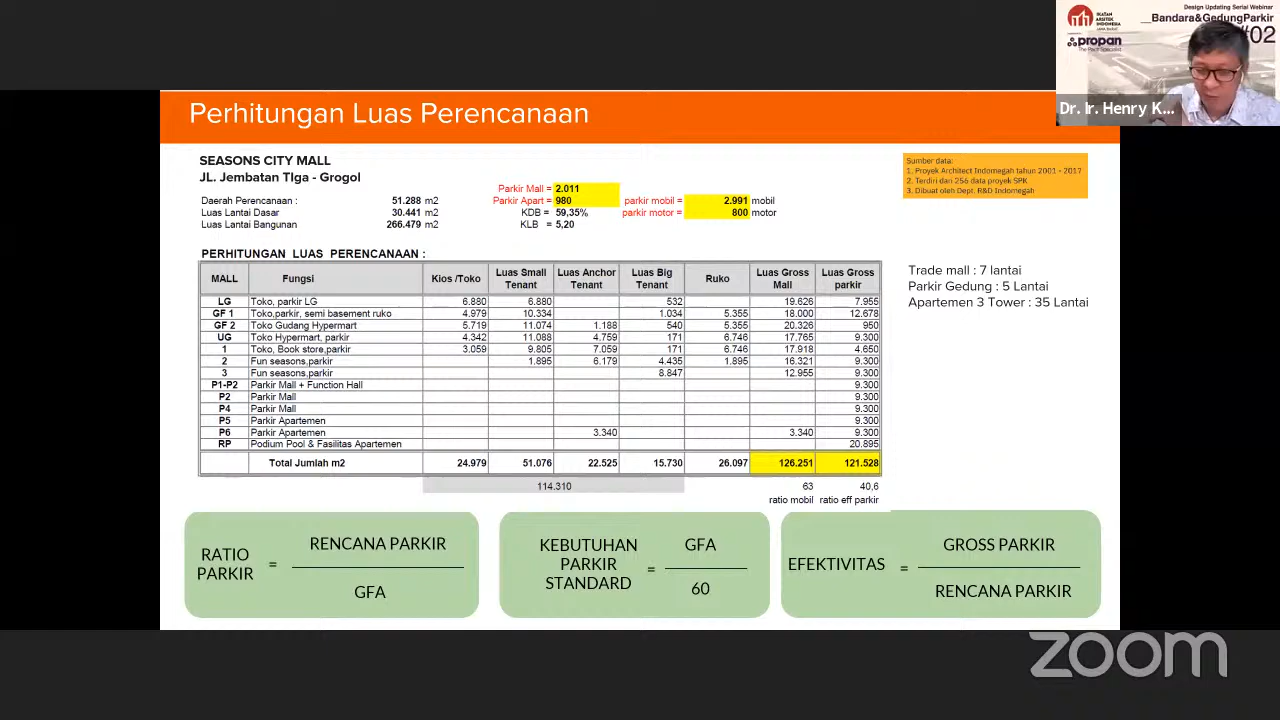 IKATAN
ARSITEK
INDONESIA
JAWA BARAT
propan
The Paint Specialist
Design Updating Serial Webinar
Bandara&GedungParkir
#02
Dr. Ir. Henry K...
Perhitungan Luas Perencanaan
SEASONS CITY MALL
JL. Jembatan TIga - Grogol
Parkir Mall = 2.011
Daerah Perencanaan : 51.288 m2 Parkir Apart = 980 parkir mobil = 2.991 mobil
Luas Lantai Dasar 30.441 m2 KDB = 59,35% parkir motor = 800 motor
Luas Lantai Bangunan 266.479 m2 KLB = 5,20
Sumber data:
1. Proyek Architect Indomegah tahun 2001 - 2017
2. Terdiri dari 256 data proyek SPK
3. Dibuat oleh Dept. R&D Indomegah
PERHITUNGAN LUAS PERENCANAAN :
MALL Fungsi Kios /Toko Luas Small Tenant Luas Anchor Tenant Luas Big Tenant Ruko Luas Gross Mall Luas Gross parkir
LG Toko, parkir LG 6.880 6.880 532 19.626 7.955
GF 1 Toko,parkir, semi basement ruko 4.979 10.334 1.034 5.355 18.000 12.678
GF 2 Toko Gudang Hypermart 5.719 11.074 1.188 540 5.355 20.326 950
UG Toko Hypermart, parkir 4.342 11.088 4.759 171 6.746 17.765 9.300
1 Toko, Book store,parkir 3.059 9.805 7.059 171 6.746 17.918 4.650
2 Fun seasons,parkir 1.895 6.179 4.435 1.895 16.321 9.300
3 Fun seasons,parkir 8.847 12.955 9.300
P1-P2 Parkir Mall + Function Hall 9.300
P2 Parkir Mall 9.300
P4 Parkir Mall 9.300
P5 Parkir Apartemen 9.300
P6 Parkir Apartemen 3.340 3.340 9.300
RP Podium Pool & Fasilitas Apartemen 20.895
Total Jumlah m2 24.979 51.076 22.525 15.730 26.097 126.251 121.528
114.310 63 40,6
ratio mobil ratio eff parkir
Trade mall : 7 lantai
Parkir Gedung : 5 Lantai
Apartemen 3 Tower : 35 Lantai
RATIO PARKIR = RENCANA PARKIR
GFA
KEBUTUHAN PARKIR STANDARD = GFA
60
EFEKTIVITAS = GROSS PARKIR
RENCANA PARKIR
zoom